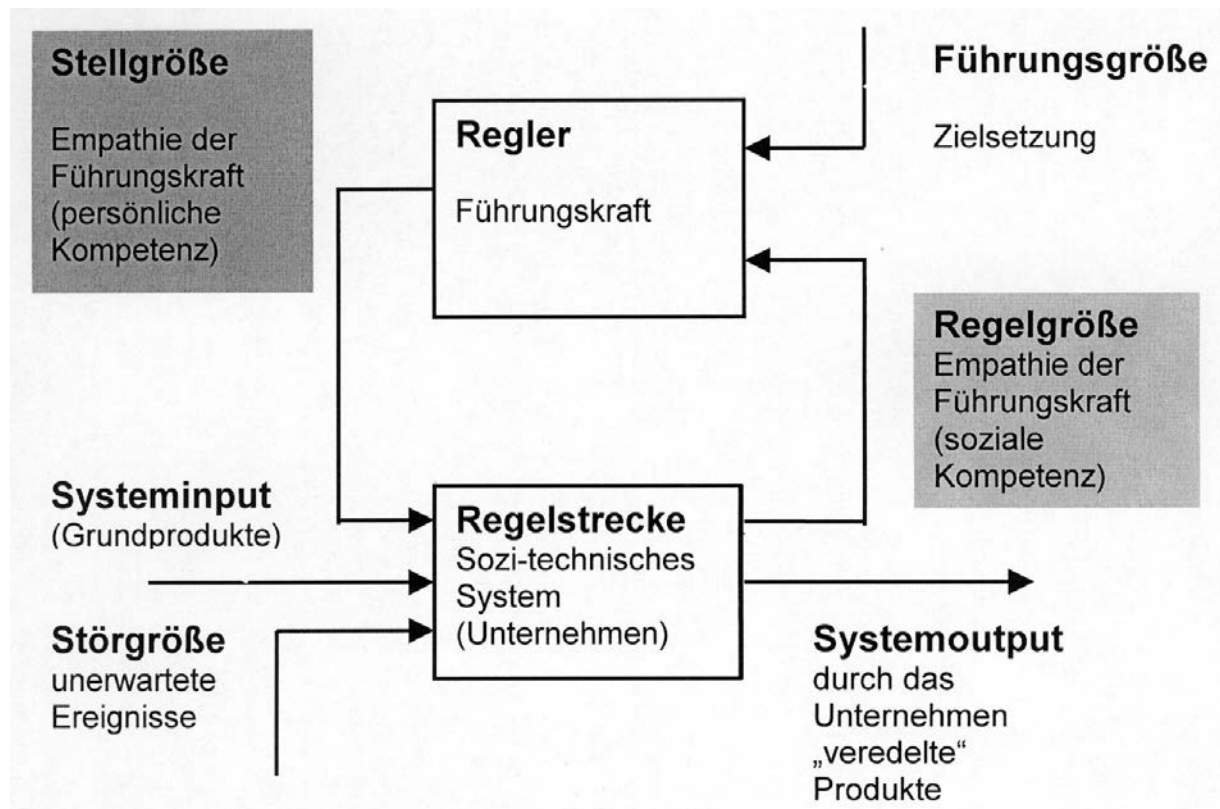 Stellgröße
Empathie der
Führungskraft
(persönliche
Kompetenz)
Regler
Führungskraft
Führungsgröße
Zielsetzung
Regelgröße
Empathie der
Führungskraft
(soziale
Kompetenz)
Systeminput
(Grundprodukte)
Störgröße
unerwartete
Ereignisse
Regelstrecke
Sozi-technisches
System
(Unternehmen)
Systemoutput
durch das
Unternehmen
„veredelte“
Produkte